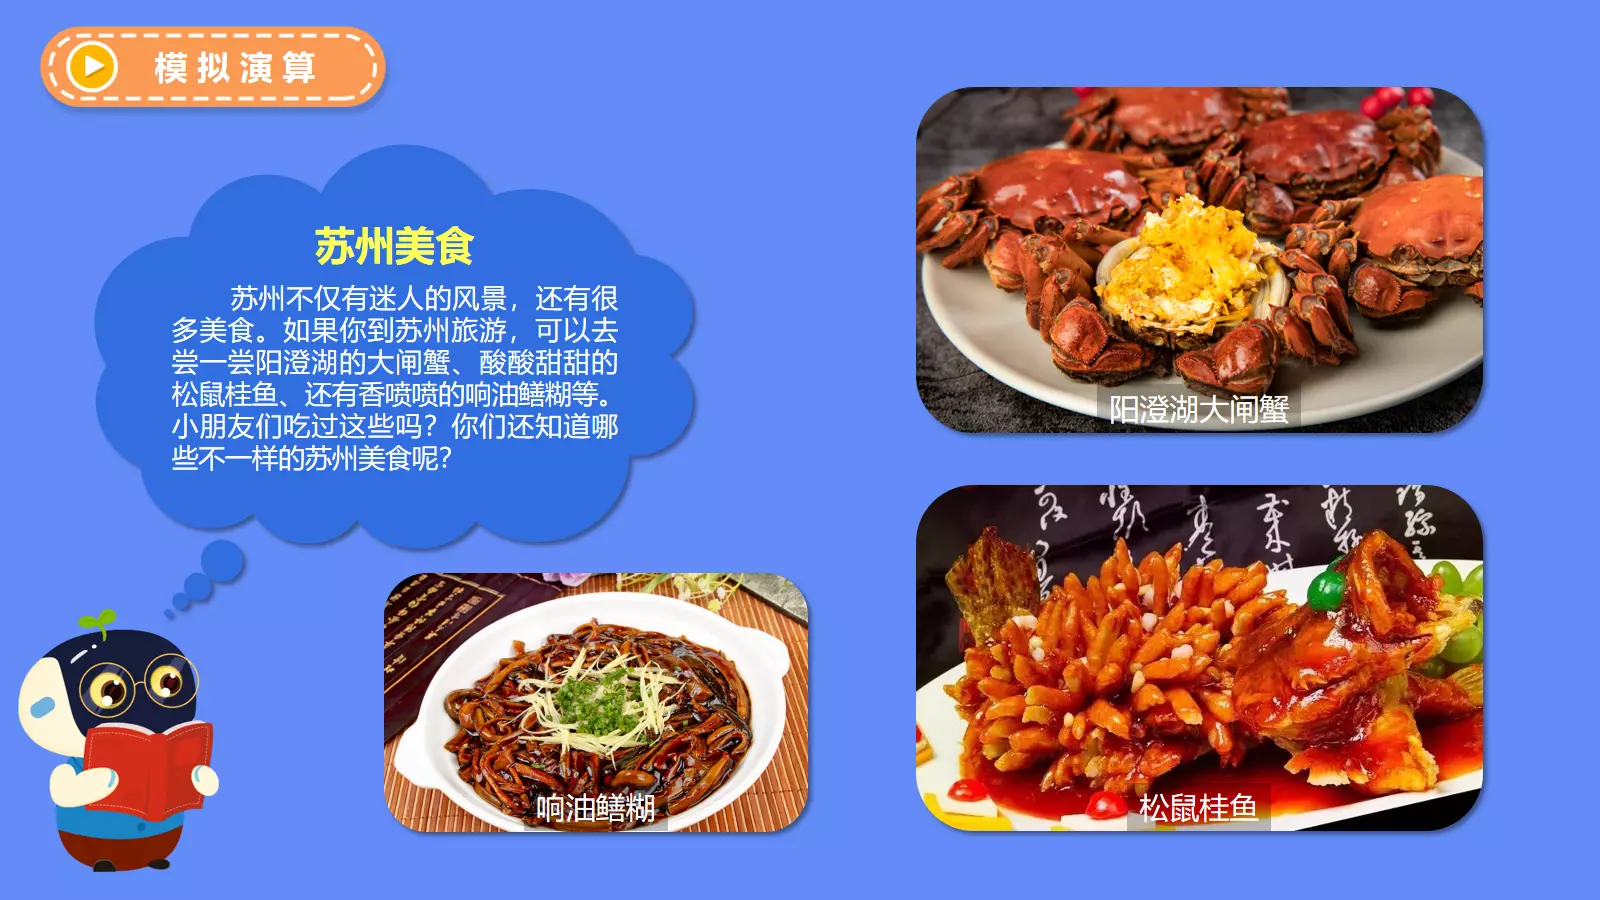 模拟演算
苏州美食
苏州不仅有迷人的风景，还有很
多美食。如果你到苏州旅游，可以去
尝一尝阳澄湖的大闸蟹、酸酸甜甜的
松鼠桂鱼、还有香喷喷的响油鳝糊等。
小朋友们吃过这些吗？你们还知道哪
些不一样的苏州美食呢？
阳澄湖大闸蟹
响油鳝糊
松鼠桂鱼